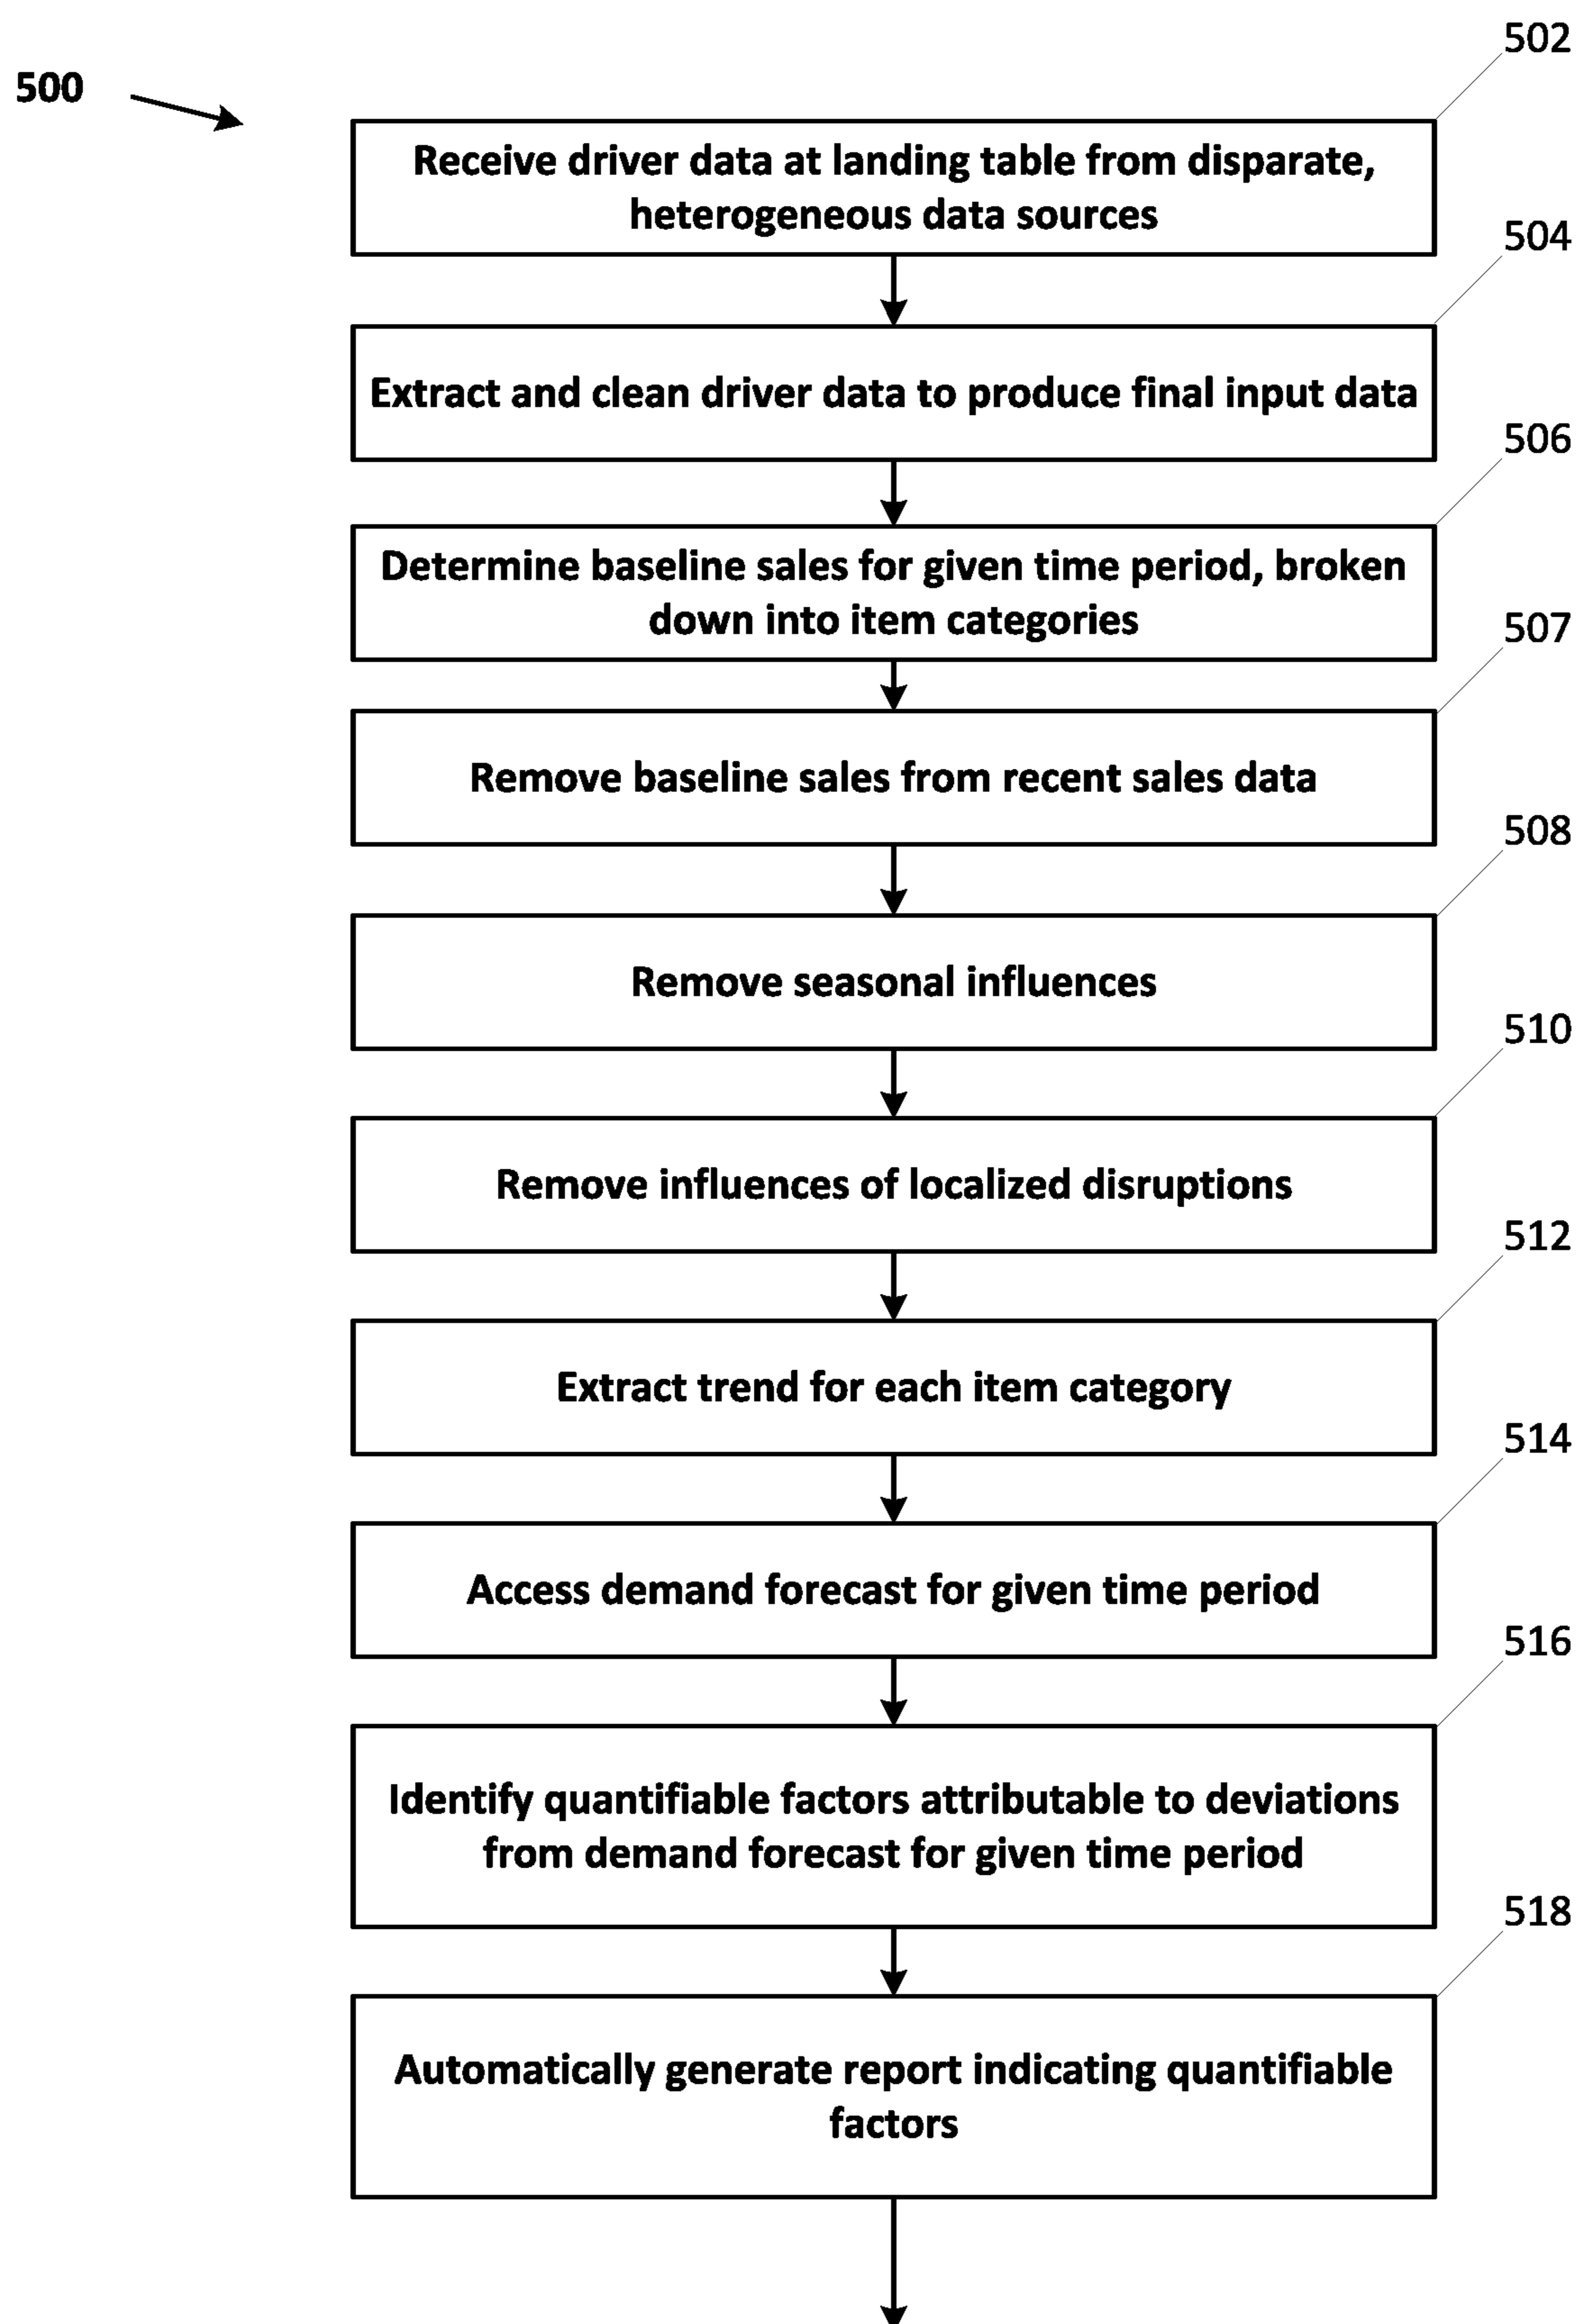 502
500
Receive driver data at landing table from disparate,
heterogeneous data sources
504
Extract and clean driver data to produce final input data
506
Determine baseline sales for given time period, broken
down into item categories
507
Remove baseline sales from recent sales data
508
Remove seasonal influences
510
Remove influences of localized disruptions
512
Extract trend for each item category
514
Access demand forecast for given time period
516
Identify quantifiable factors attributable to deviations
from demand forecast for given time period
518
Automatically generate report indicating quantifiable
factors